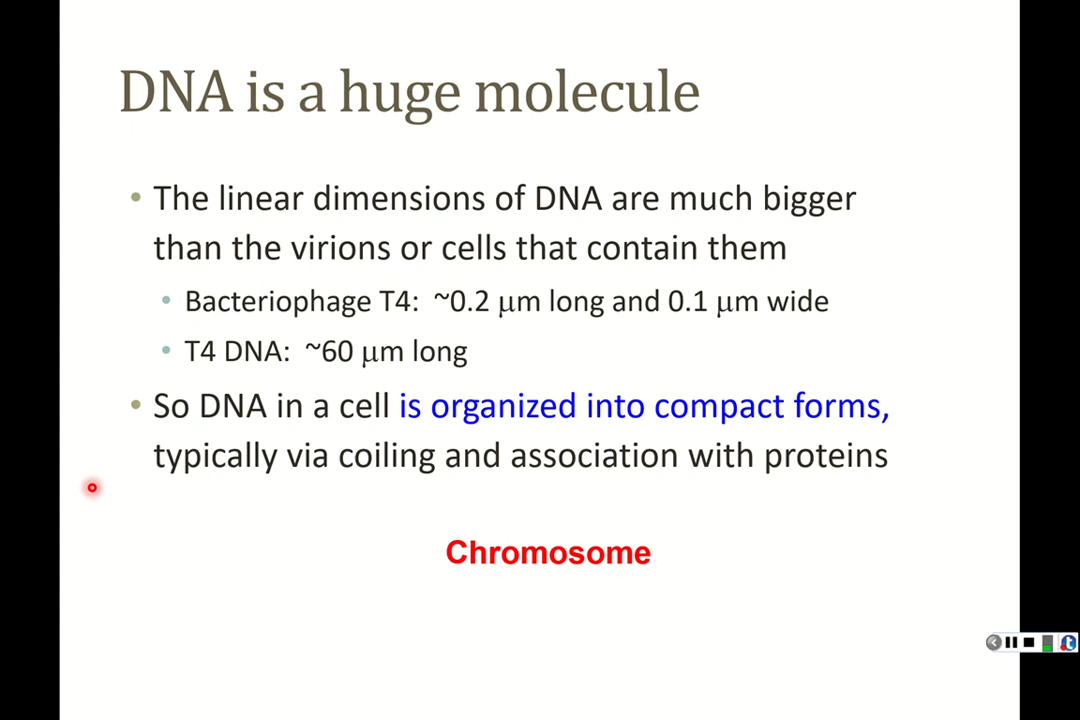 DNA is a huge molecule
• The linear dimensions of DNA are much bigger
than the virions or cells that contain them
• Bacteriophage T4: ~0.2 μm long and 0.1 μm wide
• T4 DNA: ~60 μm long
• So DNA in a cell is organized into compact forms,
typically via coiling and association with proteins
Chromosome